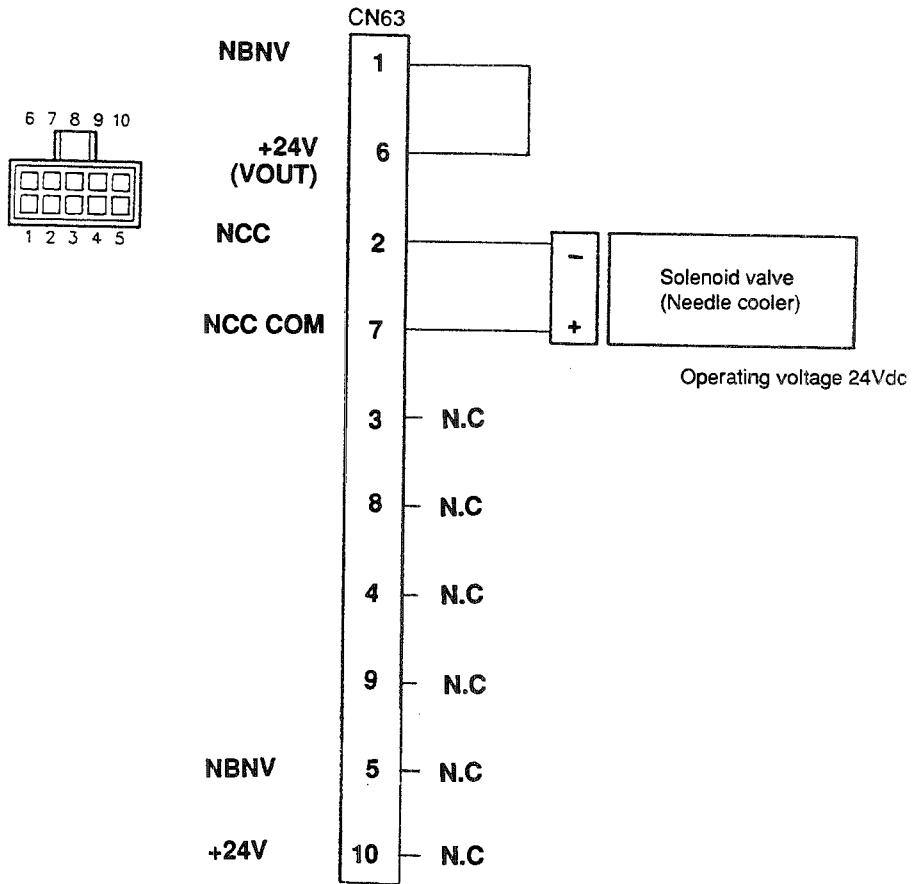 CN63
NBNV 1
6 7 8 9 10
+24V 6
(VOUT)
1 2 3 4 5
NCC 2 –
Solenoid valve
(Needle cooler)
NCC COM 7 +
Operating voltage 24Vdc
3 N.C
8 N.C
4 N.C
9 N.C
NBNV 5 N.C
+24V 10 N.C